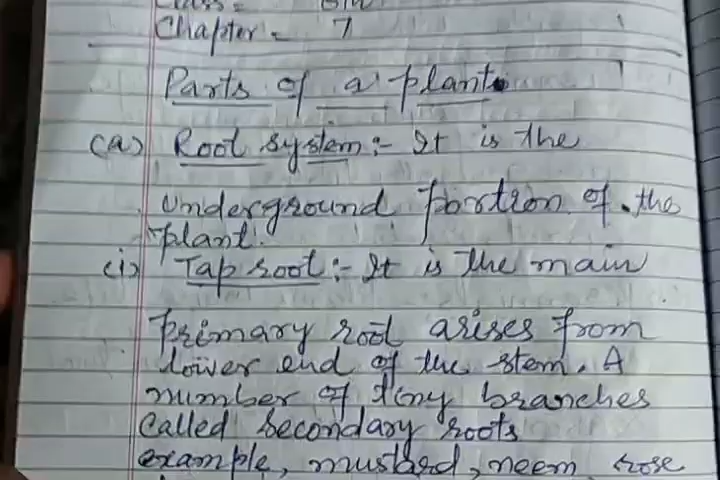 Class - 6th
Chapter - 7
Parts of a plant
(a) Root system :- It is the
underground portion of the
plant.
(i) Tap root :- It is the main
primary root arises from
lower end of the stem. A
number of tiny branches
called secondary roots
example, mustard, neem rose